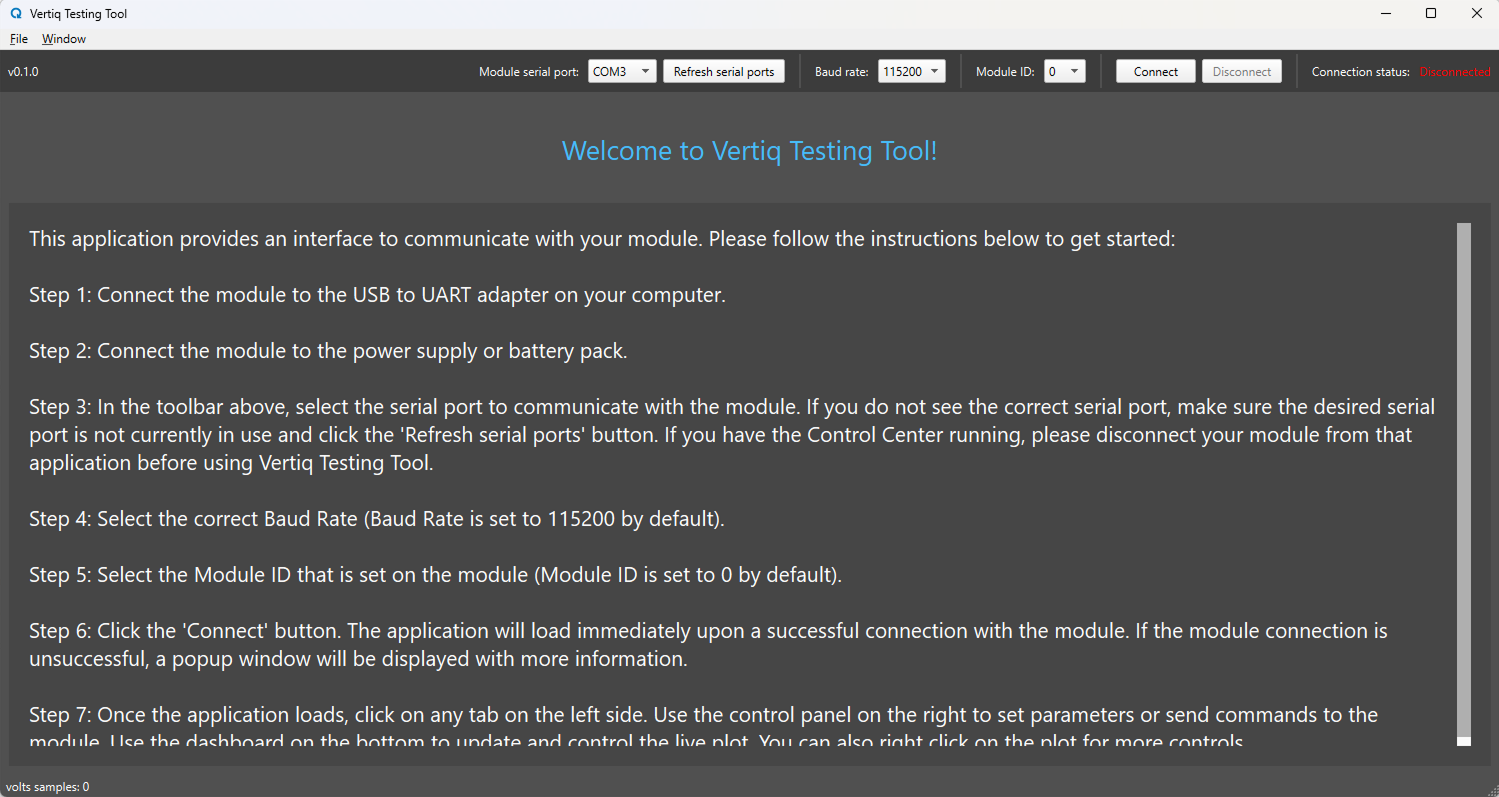 Vertiq Testing Tool
File Window
v0.1.0 Module serial port: COM3 Refresh serial ports Baud rate: 115200 Module ID: 0 Connect Disconnect Connection status: Disconnected
Welcome to Vertiq Testing Tool!
This application provides an interface to communicate with your module. Please follow the instructions below to get started:
Step 1: Connect the module to the USB to UART adapter on your computer.
Step 2: Connect the module to the power supply or battery pack.
Step 3: In the toolbar above, select the serial port to communicate with the module. If you do not see the correct serial port, make sure the desired serial
port is not currently in use and click the 'Refresh serial ports' button. If you have the Control Center running, please disconnect your module from that
application before using Vertiq Testing Tool.
Step 4: Select the correct Baud Rate (Baud Rate is set to 115200 by default).
Step 5: Select the Module ID that is set on the module (Module ID is set to 0 by default).
Step 6: Click the 'Connect' button. The application will load immediately upon a successful connection with the module. If the module connection is
unsuccessful, a popup window will be displayed with more information.
Step 7: Once the application loads, click on any tab on the left side. Use the control panel on the right to set parameters or send commands to the
module. Use the dashboard on the bottom to update and control the live plot. You can also right click on the plot for more controls.
volts samples: 0